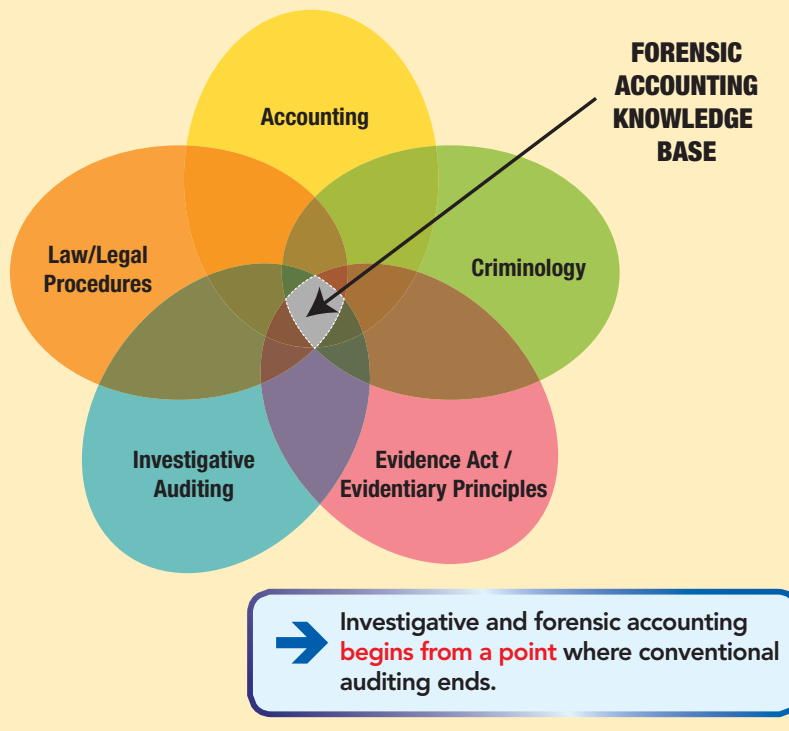 FORENSIC
ACCOUNTING
KNOWLEDGE
BASE
Accounting
Law/Legal
Procedures
Criminology
Investigative
Auditing
Evidence Act /
Evidentiary Principles
Investigative and forensic accounting
begins from a point where conventional
auditing ends.